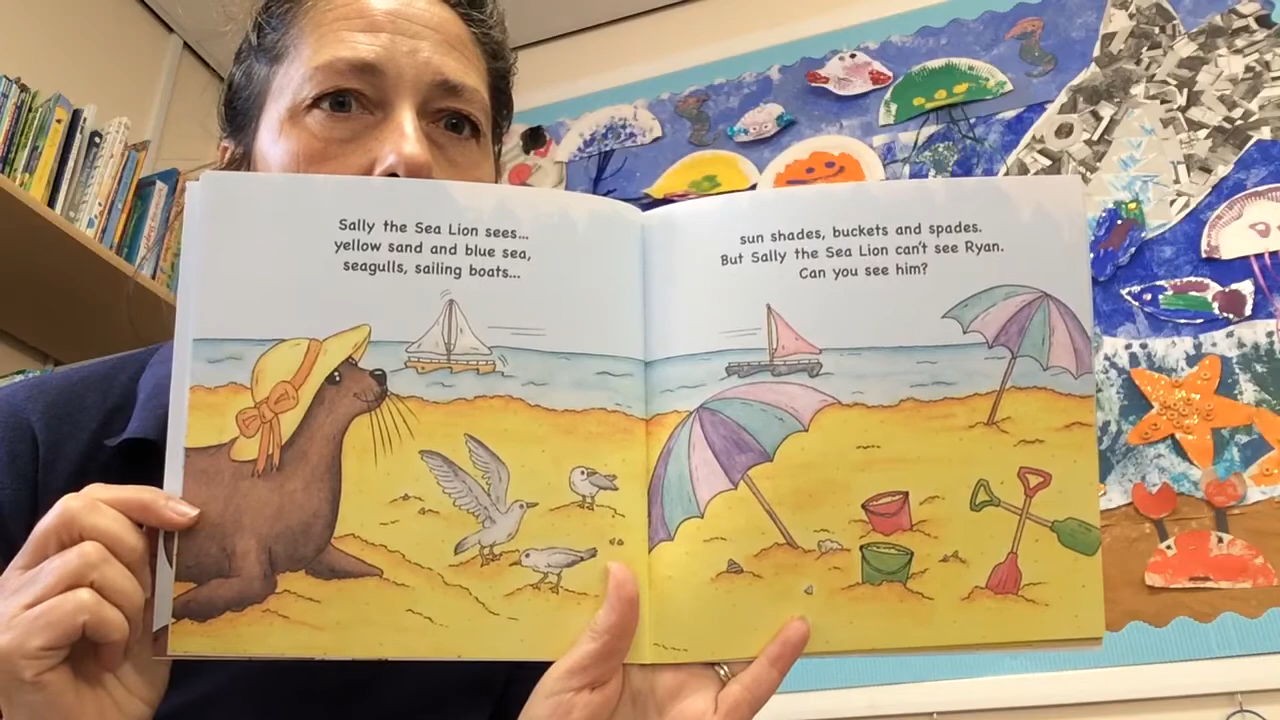 Sally the Sea Lion sees...
yellow sand and blue sea,
seagulls, sailing boats...
sun shades, buckets and spades.
But Sally the Sea Lion can't see Ryan.
Can you see him?